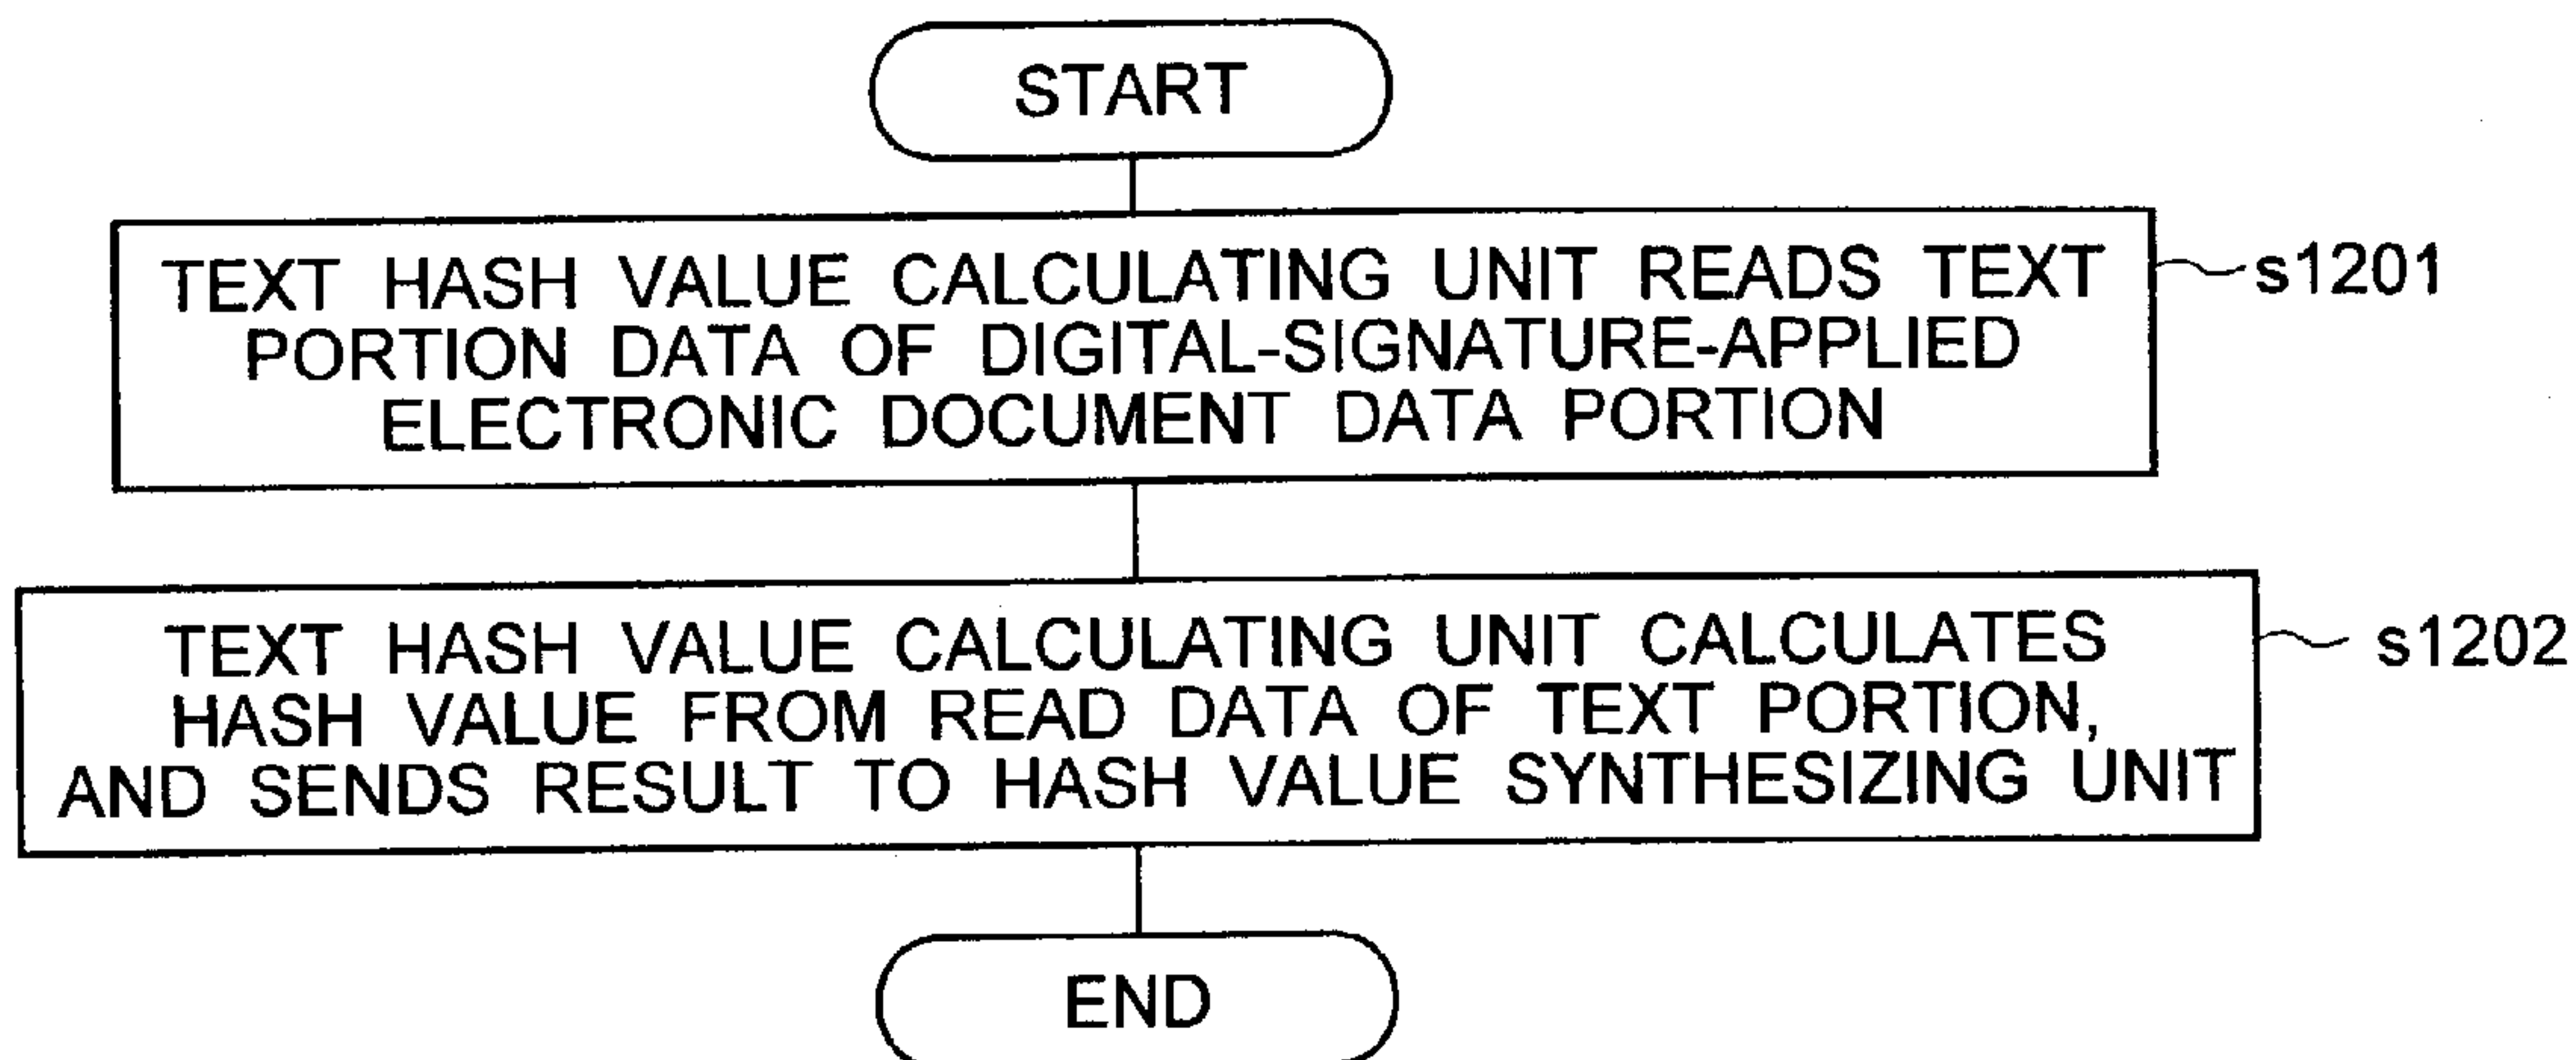 START
TEXT HASH VALUE CALCULATING UNIT READS TEXT
PORTION DATA OF DIGITAL-SIGNATURE-APPLIED
ELECTRONIC DOCUMENT DATA PORTION
s1201
TEXT HASH VALUE CALCULATING UNIT CALCULATES
HASH VALUE FROM READ DATA OF TEXT PORTION,
AND SENDS RESULT TO HASH VALUE SYNTHESIZING UNIT
s1202
END